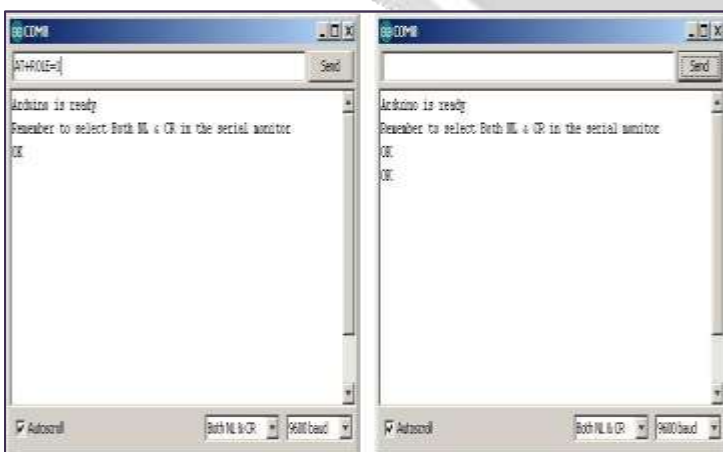 COM8
AT+ROLE=1
Send
Arduino is ready
Remember to select Both NL & CR in the serial monitor
OK
Autoscroll
Both NL & CR
9600 baud
COM8
Send
Arduino is ready
Remember to select Both NL & CR in the serial monitor
OK
OK
Autoscroll
Both NL & CR
9600 baud